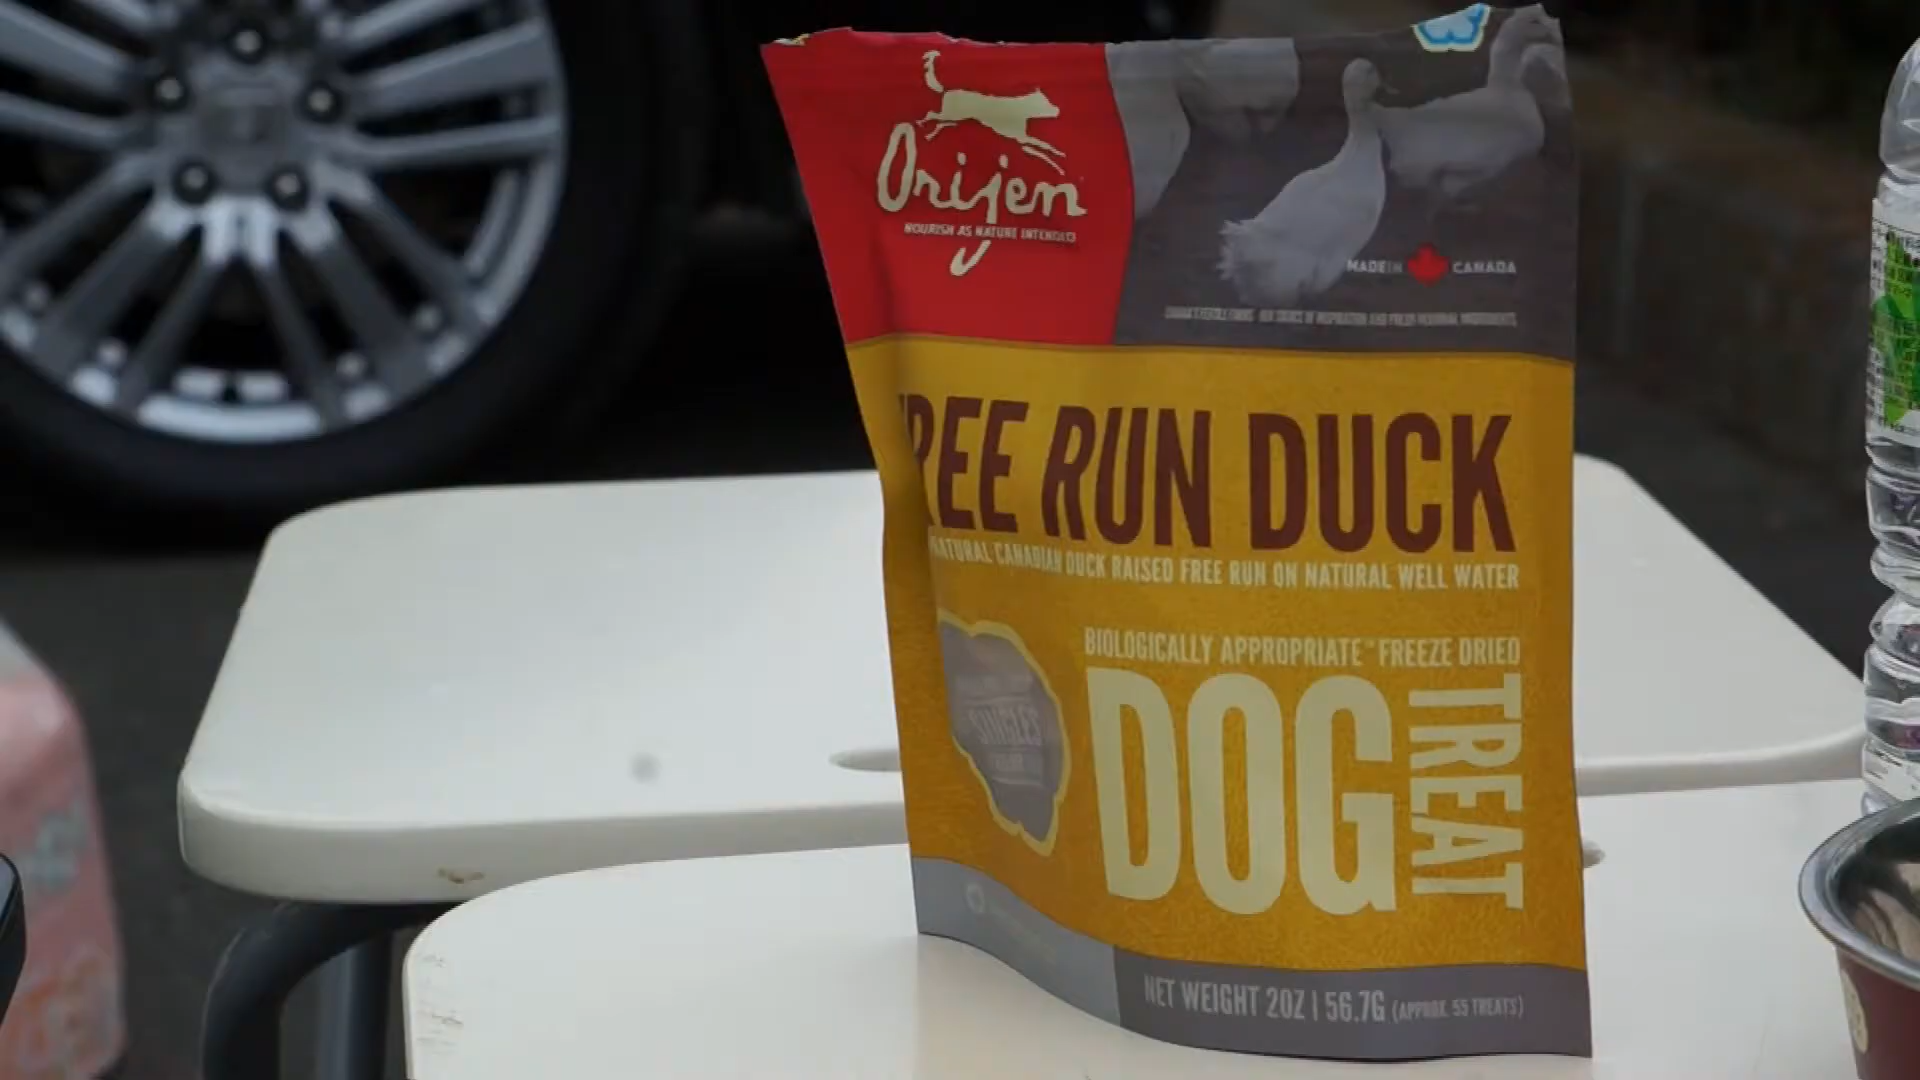 Orijen
NOURISH AS NATURE INTENDED
MADE IN CANADA
REE RUN DUCK
NATURAL CANADIAN DUCK RAISED FREE RUN ON NATURAL WELL WATER
BIOLOGICALLY APPROPRIATE™ FREEZE DRIED
DOG
TREAT
SINGLES
NET WEIGHT 2OZ | 56.7G (APPROX. 55 TREATS)